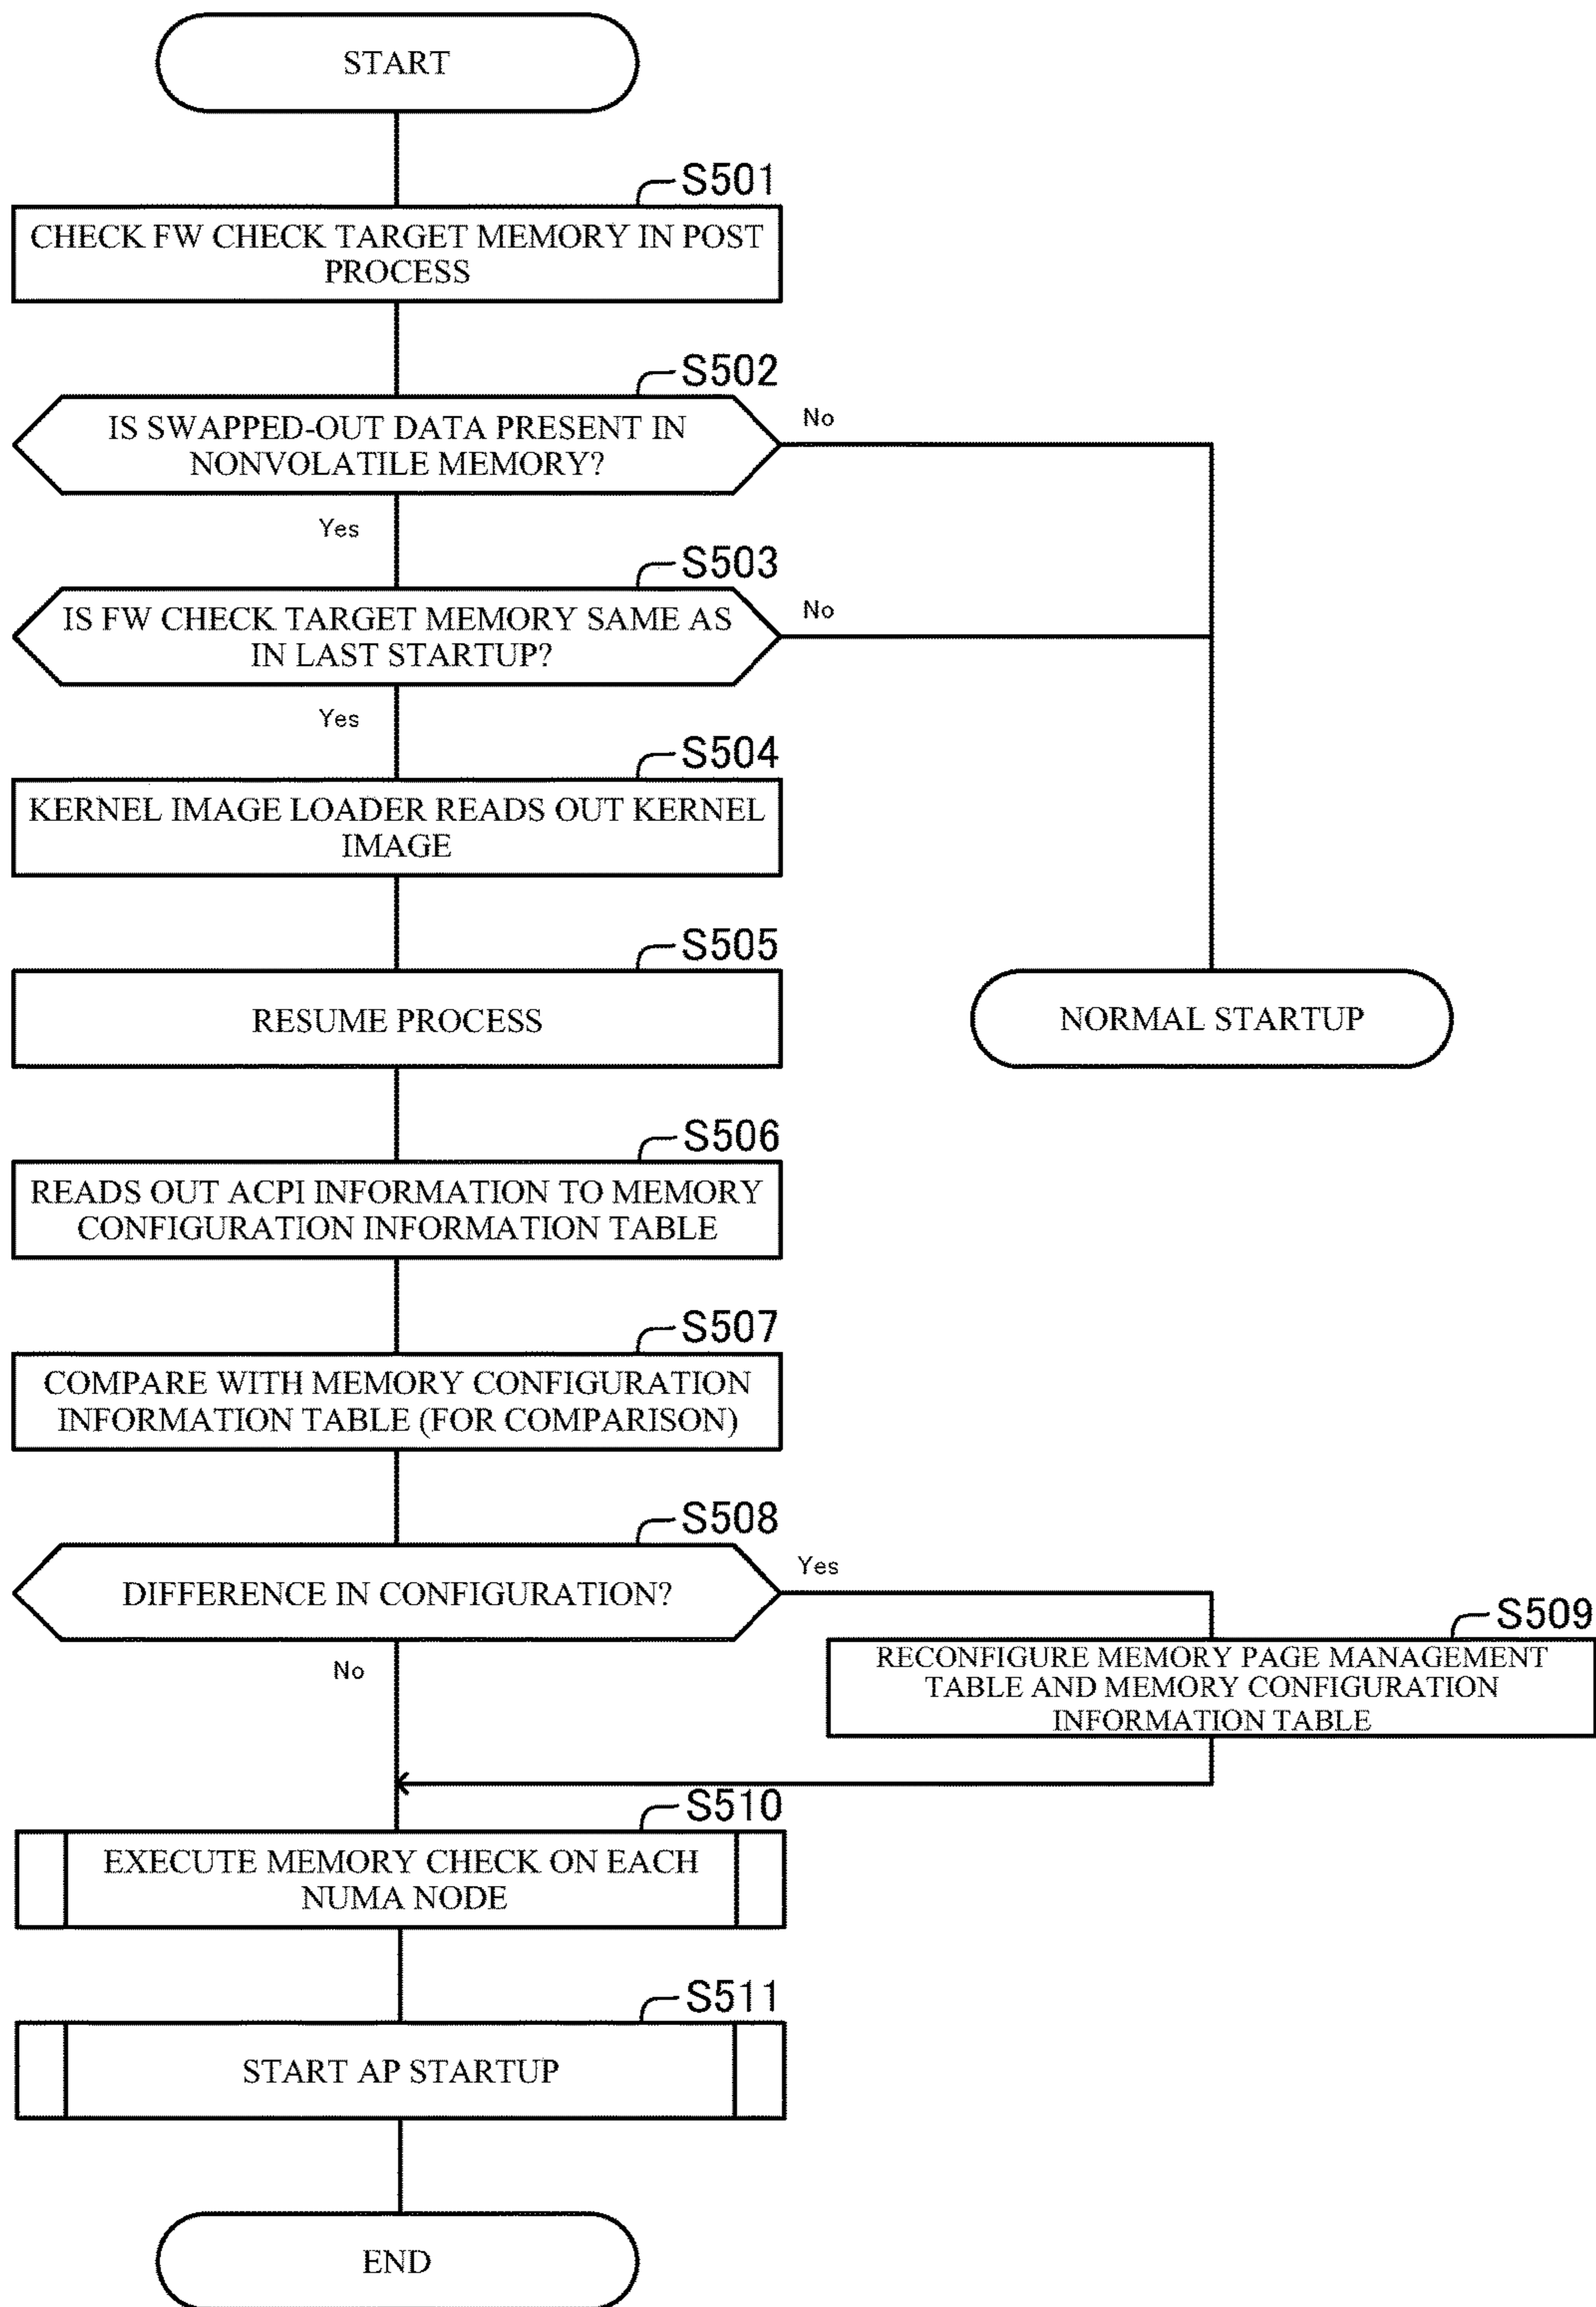 START
S501
CHECK FW CHECK TARGET MEMORY IN POST
PROCESS
S502
IS SWAPPED-OUT DATA PRESENT IN
NONVOLATILE MEMORY?
No
Yes
S503
IS FW CHECK TARGET MEMORY SAME AS
IN LAST STARTUP?
No
Yes
S504
KERNEL IMAGE LOADER READS OUT KERNEL
IMAGE
S505
RESUME PROCESS
NORMAL STARTUP
S506
READS OUT ACPI INFORMATION TO MEMORY
CONFIGURATION INFORMATION TABLE
S507
COMPARE WITH MEMORY CONFIGURATION
INFORMATION TABLE (FOR COMPARISON)
S508
DIFFERENCE IN CONFIGURATION?
Yes
No
S509
RECONFIGURE MEMORY PAGE MANAGEMENT
TABLE AND MEMORY CONFIGURATION
INFORMATION TABLE
S510
EXECUTE MEMORY CHECK ON EACH
NUMA NODE
S511
START AP STARTUP
END